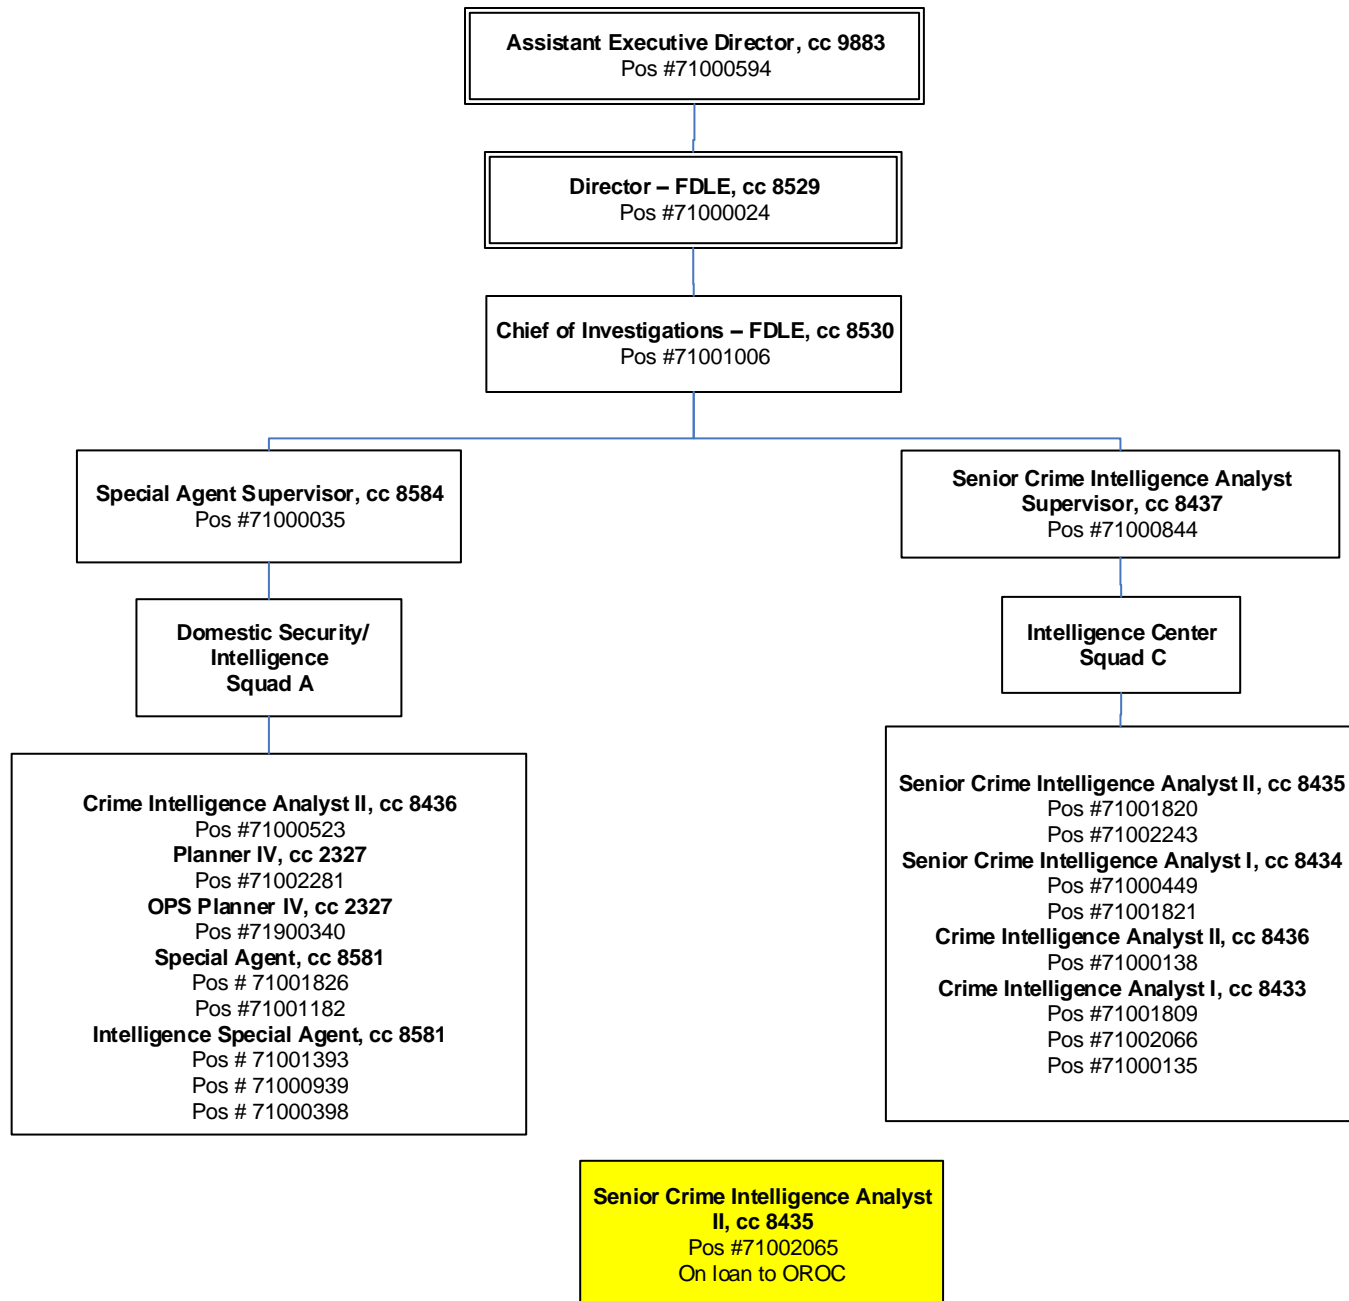 Assistant Executive Director, cc 9883
Pos #71000594
Director – FDLE, cc 8529
Pos #71000024
Chief of Investigations – FDLE, cc 8530
Pos #71001006
Special Agent Supervisor, cc 8584
Pos #71000035
Senior Crime Intelligence Analyst
Supervisor, cc 8437
Pos #71000844
Domestic Security/
Intelligence
Squad A
Intelligence Center
Squad C
Crime Intelligence Analyst II, cc 8436
Pos #71000523
Planner IV, cc 2327
Pos #71002281
OPS Planner IV, cc 2327
Pos #71900340
Special Agent, cc 8581
Pos # 71001826
Pos #71001182
Intelligence Special Agent, cc 8581
Pos # 71001393
Pos # 71000939
Pos # 71000398
Senior Crime Intelligence Analyst II, cc 8435
Pos #71001820
Pos #71002243
Senior Crime Intelligence Analyst I, cc 8434
Pos #71000449
Pos #71001821
Crime Intelligence Analyst II, cc 8436
Pos #71000138
Crime Intelligence Analyst I, cc 8433
Pos #71001809
Pos #71002066
Pos #71000135
Senior Crime Intelligence Analyst
II, cc 8435
Pos #71002065
On loan to OROC